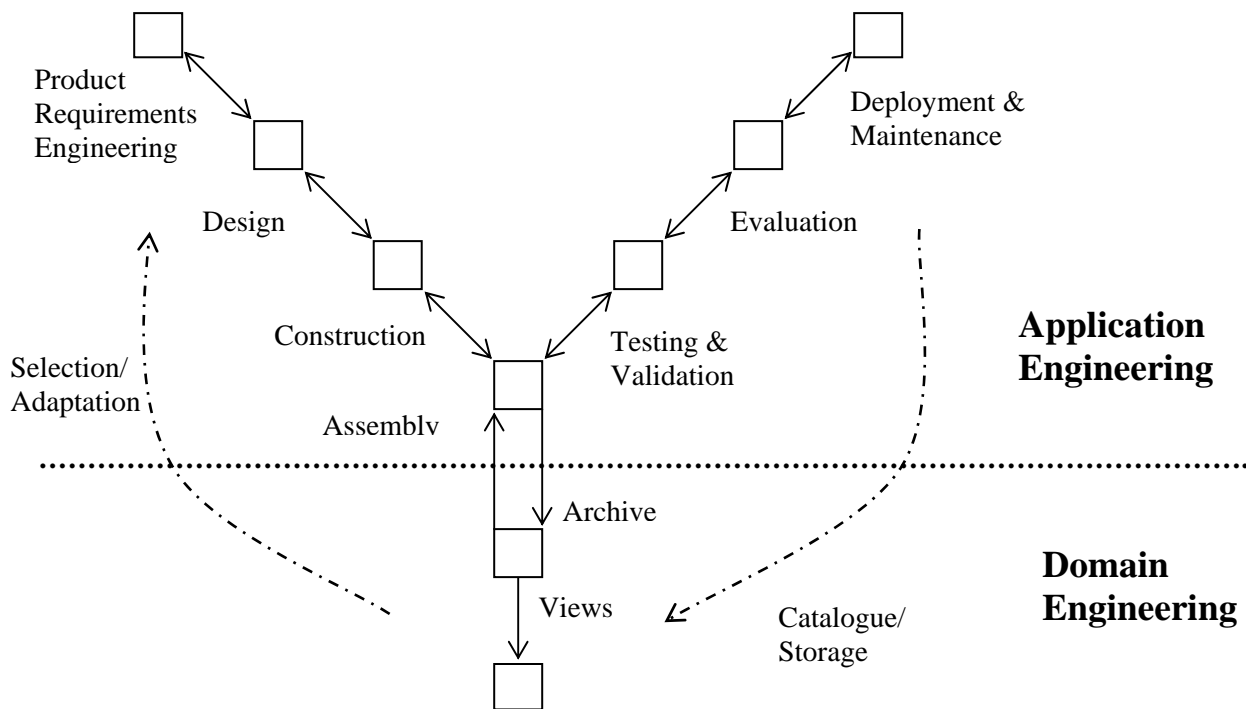 Product
Requirements
Engineering
Deployment &
Maintenance
Design
Evaluation
Construction
Testing &
Validation
Application
Engineering
Selection/
Adaptation
Assembly
Archive
Domain
Engineering
Views
Catalogue/
Storage